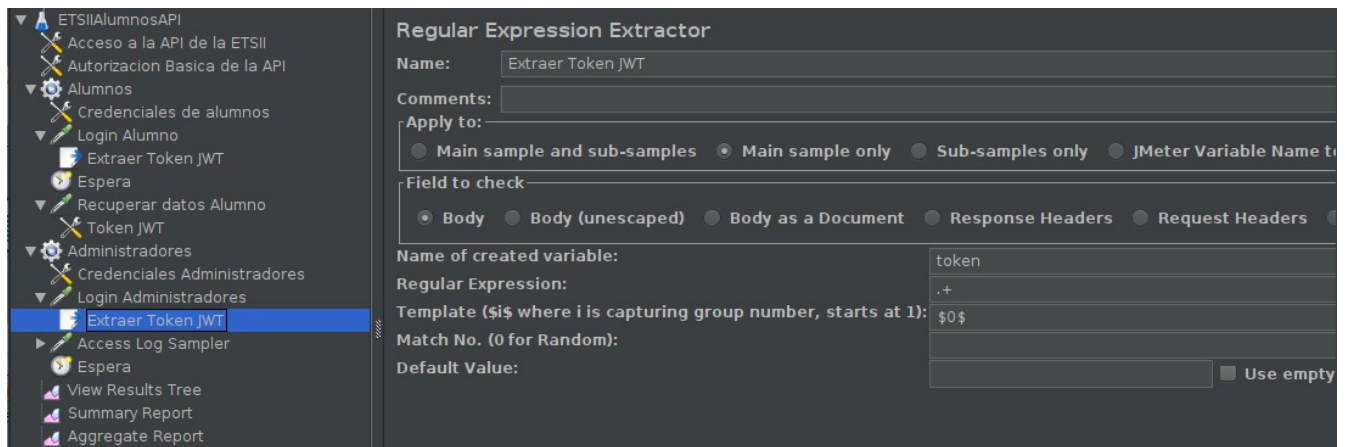 ETSIIAlumnosAPI
Acceso a la API de la ETSII
Autorizacion Basica de la API
Alumnos
Credenciales de alumnos
Login Alumno
Extraer Token JWT
Espera
Recuperar datos Alumno
Token JWT
Administradores
Credenciales Administradores
Login Administradores
Extraer Token JWT
Access Log Sampler
Espera
View Results Tree
Summary Report
Aggregate Report
Regular Expression Extractor
Name: Extraer Token JWT
Comments:
Apply to:
Main sample and sub-samples Main sample only Sub-samples only JMeter Variable Name
Field to check
Body Body (unescaped) Body as a Document Response Headers Request Headers
Name of created variable: token
Regular Expression: .+
Template ($i$ where i is capturing group number, starts at 1): $0$
Match No. (0 for Random):
Default Value: Use empty